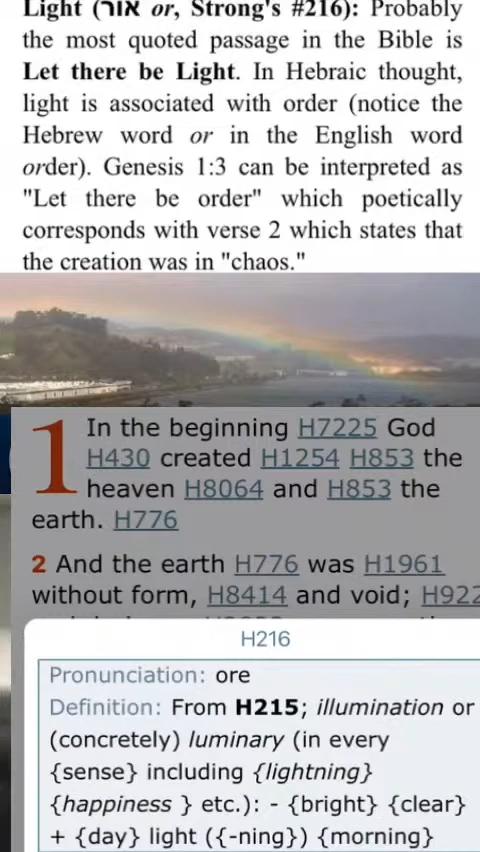 Light (אור or, Strong's #216): Probably
the most quoted passage in the Bible is
Let there be Light. In Hebraic thought,
light is associated with order (notice the
Hebrew word or in the English word
order). Genesis 1:3 can be interpreted as
"Let there be order" which poetically
corresponds with verse 2 which states that
the creation was in "chaos."
1 In the beginning H7225 God
H430 created H1254 H853 the
heaven H8064 and H853 the
earth. H776
2 And the earth H776 was H1961
without form, H8414 and void; H922
H216
Pronunciation: ore
Definition: From H215; illumination or
(concretely) luminary (in every
{sense} including {lightning}
{happiness } etc.): - {bright} {clear}
+ {day} light ({-ning}) {morning}